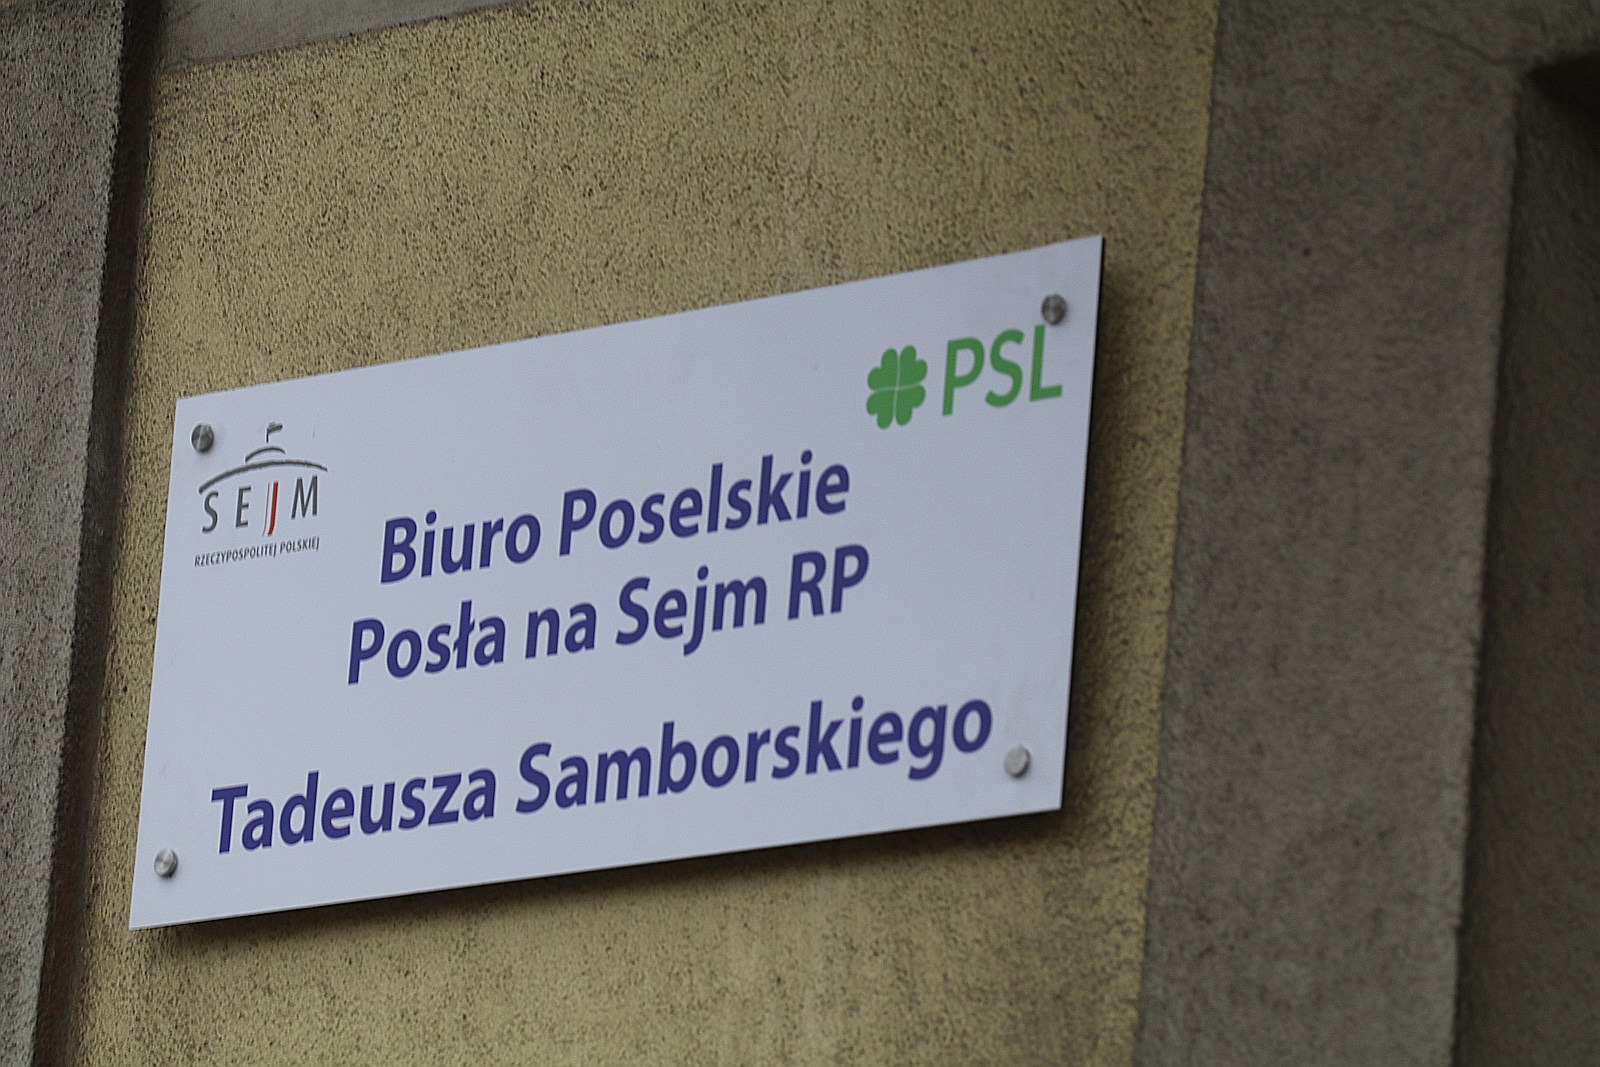 PSL
SEJM
RZECZYPOSPOLITEJ POLSKIEJ
Biuro Poselskie
Posła na Sejm RP
Tadeusza Samborskiego